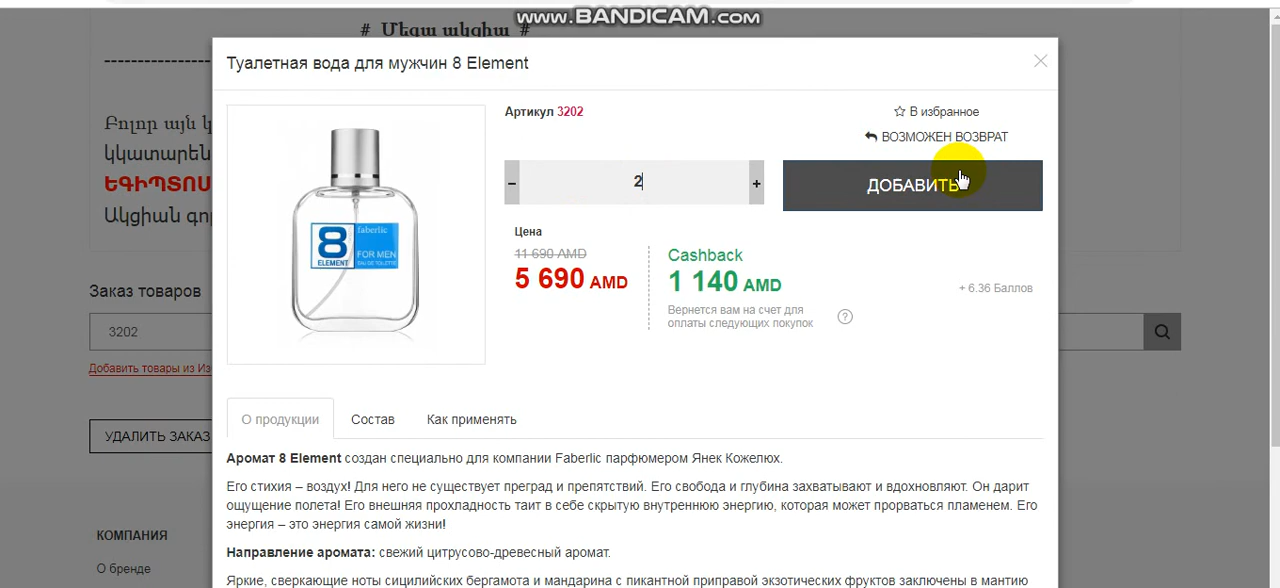 www.BANDICAM.com
# Մեգա ակցիա #
----------------
Туалетная вода для мужчин 8 Element
Артикул 3202
В избранное
ВОЗМОЖЕН ВОЗВРАТ
Բոլոր այն
- 2 +
ДОБАВИТЬ
ԵԳԻՊՏՈՍ
Ակցիան
Цена
11 690 AMD
5 690 AMD
Cashback
1 140 AMD
+ 6.36 Баллов
Вернется вам на счет для
оплаты следующих покупок
?
8
ELEMENT
faberlic
FOR MEN
EAU DE TOILETTE
Заказ товаров
3202
Добавить товары из Из
УДАЛИТЬ ЗАКАЗ
О продукции Состав Как применять
Аромат 8 Element создан специально для компании Faberlic парфюмером Янек Кожелюх.
Его стихия – воздух! Для него не существует преград и препятствий. Его свобода и глубина захватывают и вдохновляют. Он дарит
ощущение полета! Его внешняя прохладность таит в себе скрытую внутреннюю энергию, которая может прорваться пламенем. Его
энергия – это энергия самой жизни!
Направление аромата: свежий цитрусово-древесный аромат.
Яркие, сверкающие ноты сицилийских бергамота и мандарина с пикантной приправой экзотических фруктов заключены в мантию
КОМПАНИЯ
О бренде